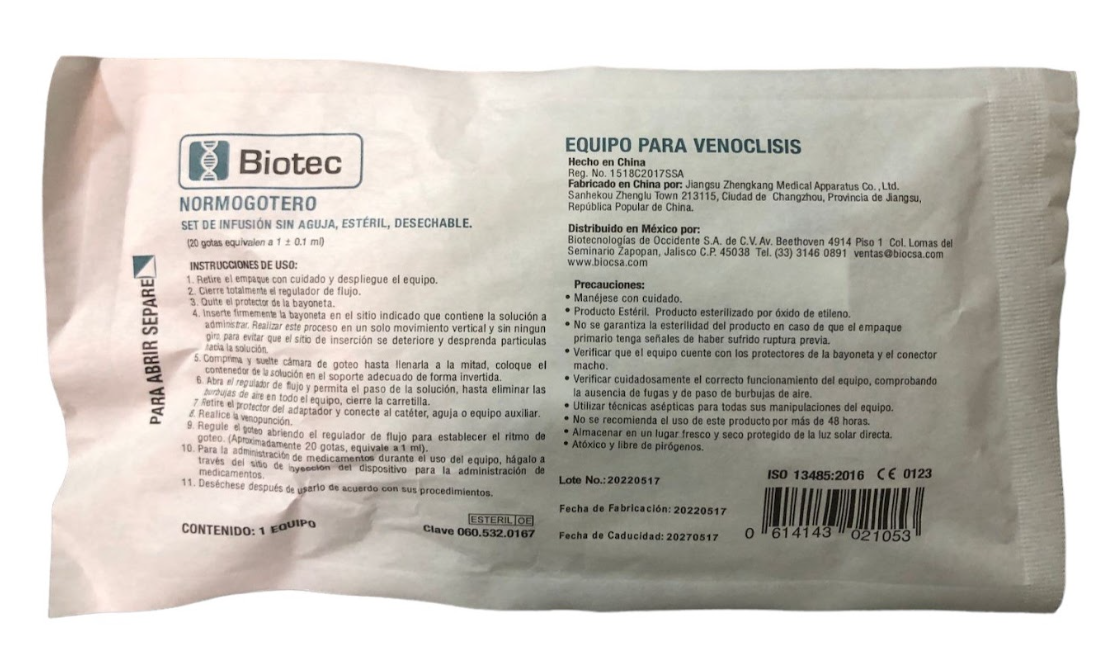 Biotec
NORMOGOTERO
SET DE INFUSIÓN SIN AGUJA, ESTÉRIL, DESECHABLE.
(20 gotas equivalen a 1 ± 0.1 ml)
PARA ABRIR SEPARE
INSTRUCCIONES DE USO:
1. Retire el empaque con cuidado y despliegue el equipo.
2. Cierre totalmente el regulador de flujo.
3. Quite el protector de la bayoneta.
4. Inserte firmemente la bayoneta en el sitio indicado que contiene la solución a
administrar. Realizar este proceso en un solo movimiento vertical y sin ningun
giro para evitar que el sitio de inserción se deteriore y desprenda particulas
hacia la solución.
5. Comprima y suelte cámara de goteo hasta llenarla a la mitad, coloque el
contenedor de la solución en el soporte adecuado de forma invertida.
6. Abra el regulador de flujo y permita el paso de la solución, hasta eliminar las
burbujas de aire en todo el equipo, cierre la carretilla.
7. Retire el protector del adaptador y conecte al catéter, aguja o equipo auxiliar.
8. Realice la venopunción.
9. Regule el goteo abriendo el regulador de flujo para establecer el ritmo de
goteo. (Aproximadamente 20 gotas, equivale a 1 ml).
10. Para la administración de medicamentos durante el uso del equipo, hágalo a
través del sitio de inyección del dispositivo para la administración de
medicamentos.
11. Deséchese después de usarlo de acuerdo con sus procedimientos.
CONTENIDO: 1 EQUIPO
ESTERIL OE
Clave 060.532.0167
EQUIPO PARA VENOCLISIS
Hecho en China
Reg. No. 1518C2017SSA
Fabricado en China por: Jiangsu Zhengkang Medical Apparatus Co.,Ltd.
Sanhekou Zhenglu Town 213115, Ciudad de Changzhou, Provincia de Jiangsu,
República Popular de China.
Distribuido en México por:
Biotecnologías de Occidente S.A. de C.V. Av. Beethoven 4914 Piso 1 Col. Lomas del
Seminario Zapopan, Jalisco C.P. 45038 Tel. (33) 3146 0891 ventas@biocsa.com
www.biocsa.com
Precauciones:
• Manéjese con cuidado.
• Producto Estéril. Producto esterilizado por óxido de etileno.
• No se garantiza la esterilidad del producto en caso de que el empaque
primario tenga señales de haber sufrido ruptura previa.
• Verificar que el equipo cuente con los protectores de la bayoneta y el conector
macho.
• Verificar cuidadosamente el correcto funcionamiento del equipo, comprobando
la ausencia de fugas y de paso de burbujas de aire.
• Utilizar técnicas asépticas para todas sus manipulaciones del equipo.
• No se recomienda el uso de este producto por más de 48 horas.
• Almacenar en un lugar fresco y seco protegido de la luz solar directa.
• Atóxico y libre de pirógenos.
ISO 13485:2016 CE 0123
Lote No.: 20220517
Fecha de Fabricación: 20220517
Fecha de Caducidad: 20270517
0 614143 021053